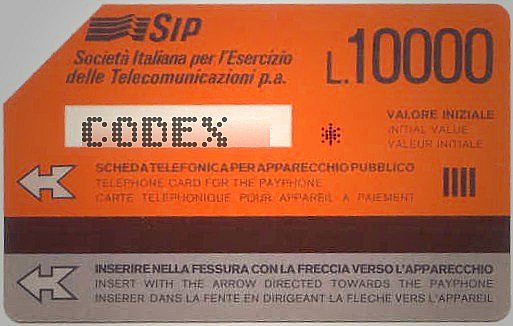 SIP
Società Italiana per l'Esercizio
delle Telecomunicazioni p.a.
L.10000
CODEX
VALORE INIZIALE
INITIAL VALUE
VALEUR INITIALE
SCHEDA TELEFONICA PER APPARECCHIO PUBBLICO
TELEPHONE CARD FOR THE PAYPHONE
CARTE TELEPHONIQUE POUR APPAREIL A PAIEMENT
INSERIRE NELLA FESSURA CON LA FRECCIA VERSO L'APPARECCHIO
INSERT WITH THE ARROW DIRECTED TOWARDS THE PAYPHONE
INSERER DANS LA FENTE EN DIRIGEANT LA FLECHE VERS L'APPAREIL